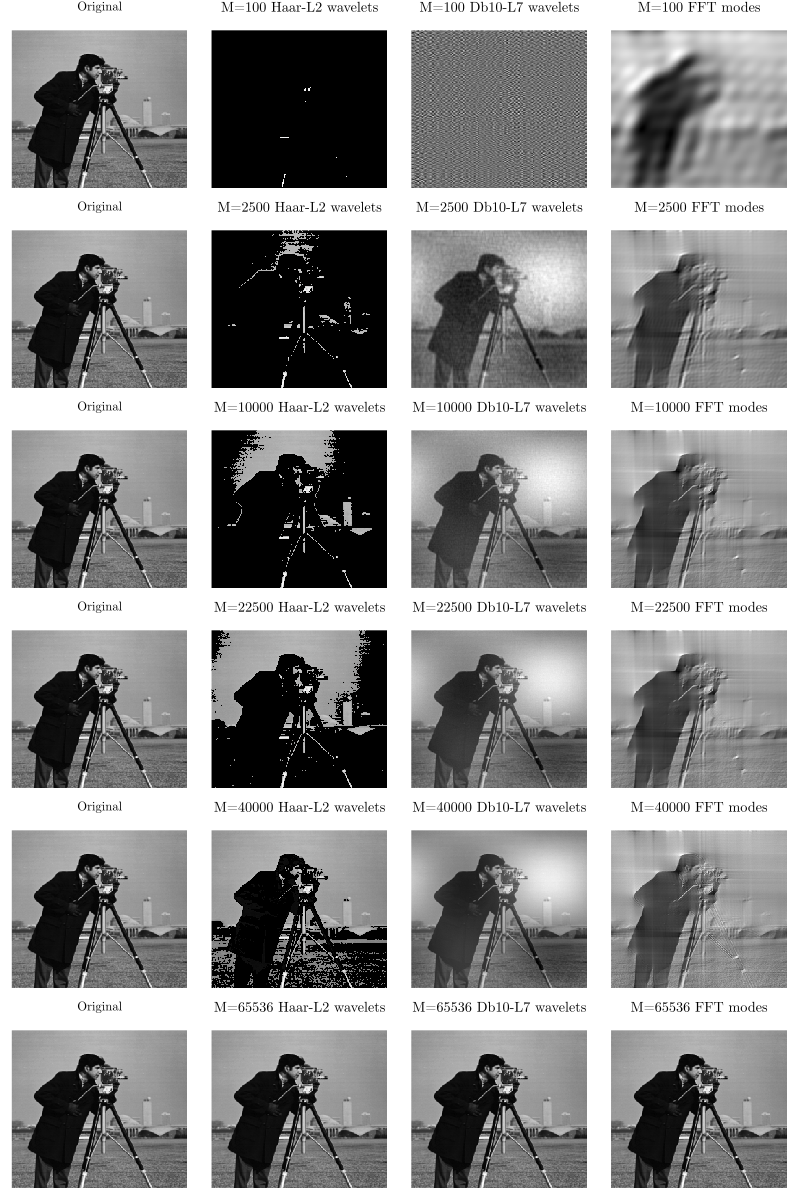 Original M=100 Haar-L2 wavelets M=100 Db10-L7 wavelets M=100 FFT modes
Original M=2500 Haar-L2 wavelets M=2500 Db10-L7 wavelets M=2500 FFT modes
Original M=10000 Haar-L2 wavelets M=10000 Db10-L7 wavelets M=10000 FFT modes
Original M=22500 Haar-L2 wavelets M=22500 Db10-L7 wavelets M=22500 FFT modes
Original M=40000 Haar-L2 wavelets M=40000 Db10-L7 wavelets M=40000 FFT modes
Original M=65536 Haar-L2 wavelets M=65536 Db10-L7 wavelets M=65536 FFT modes